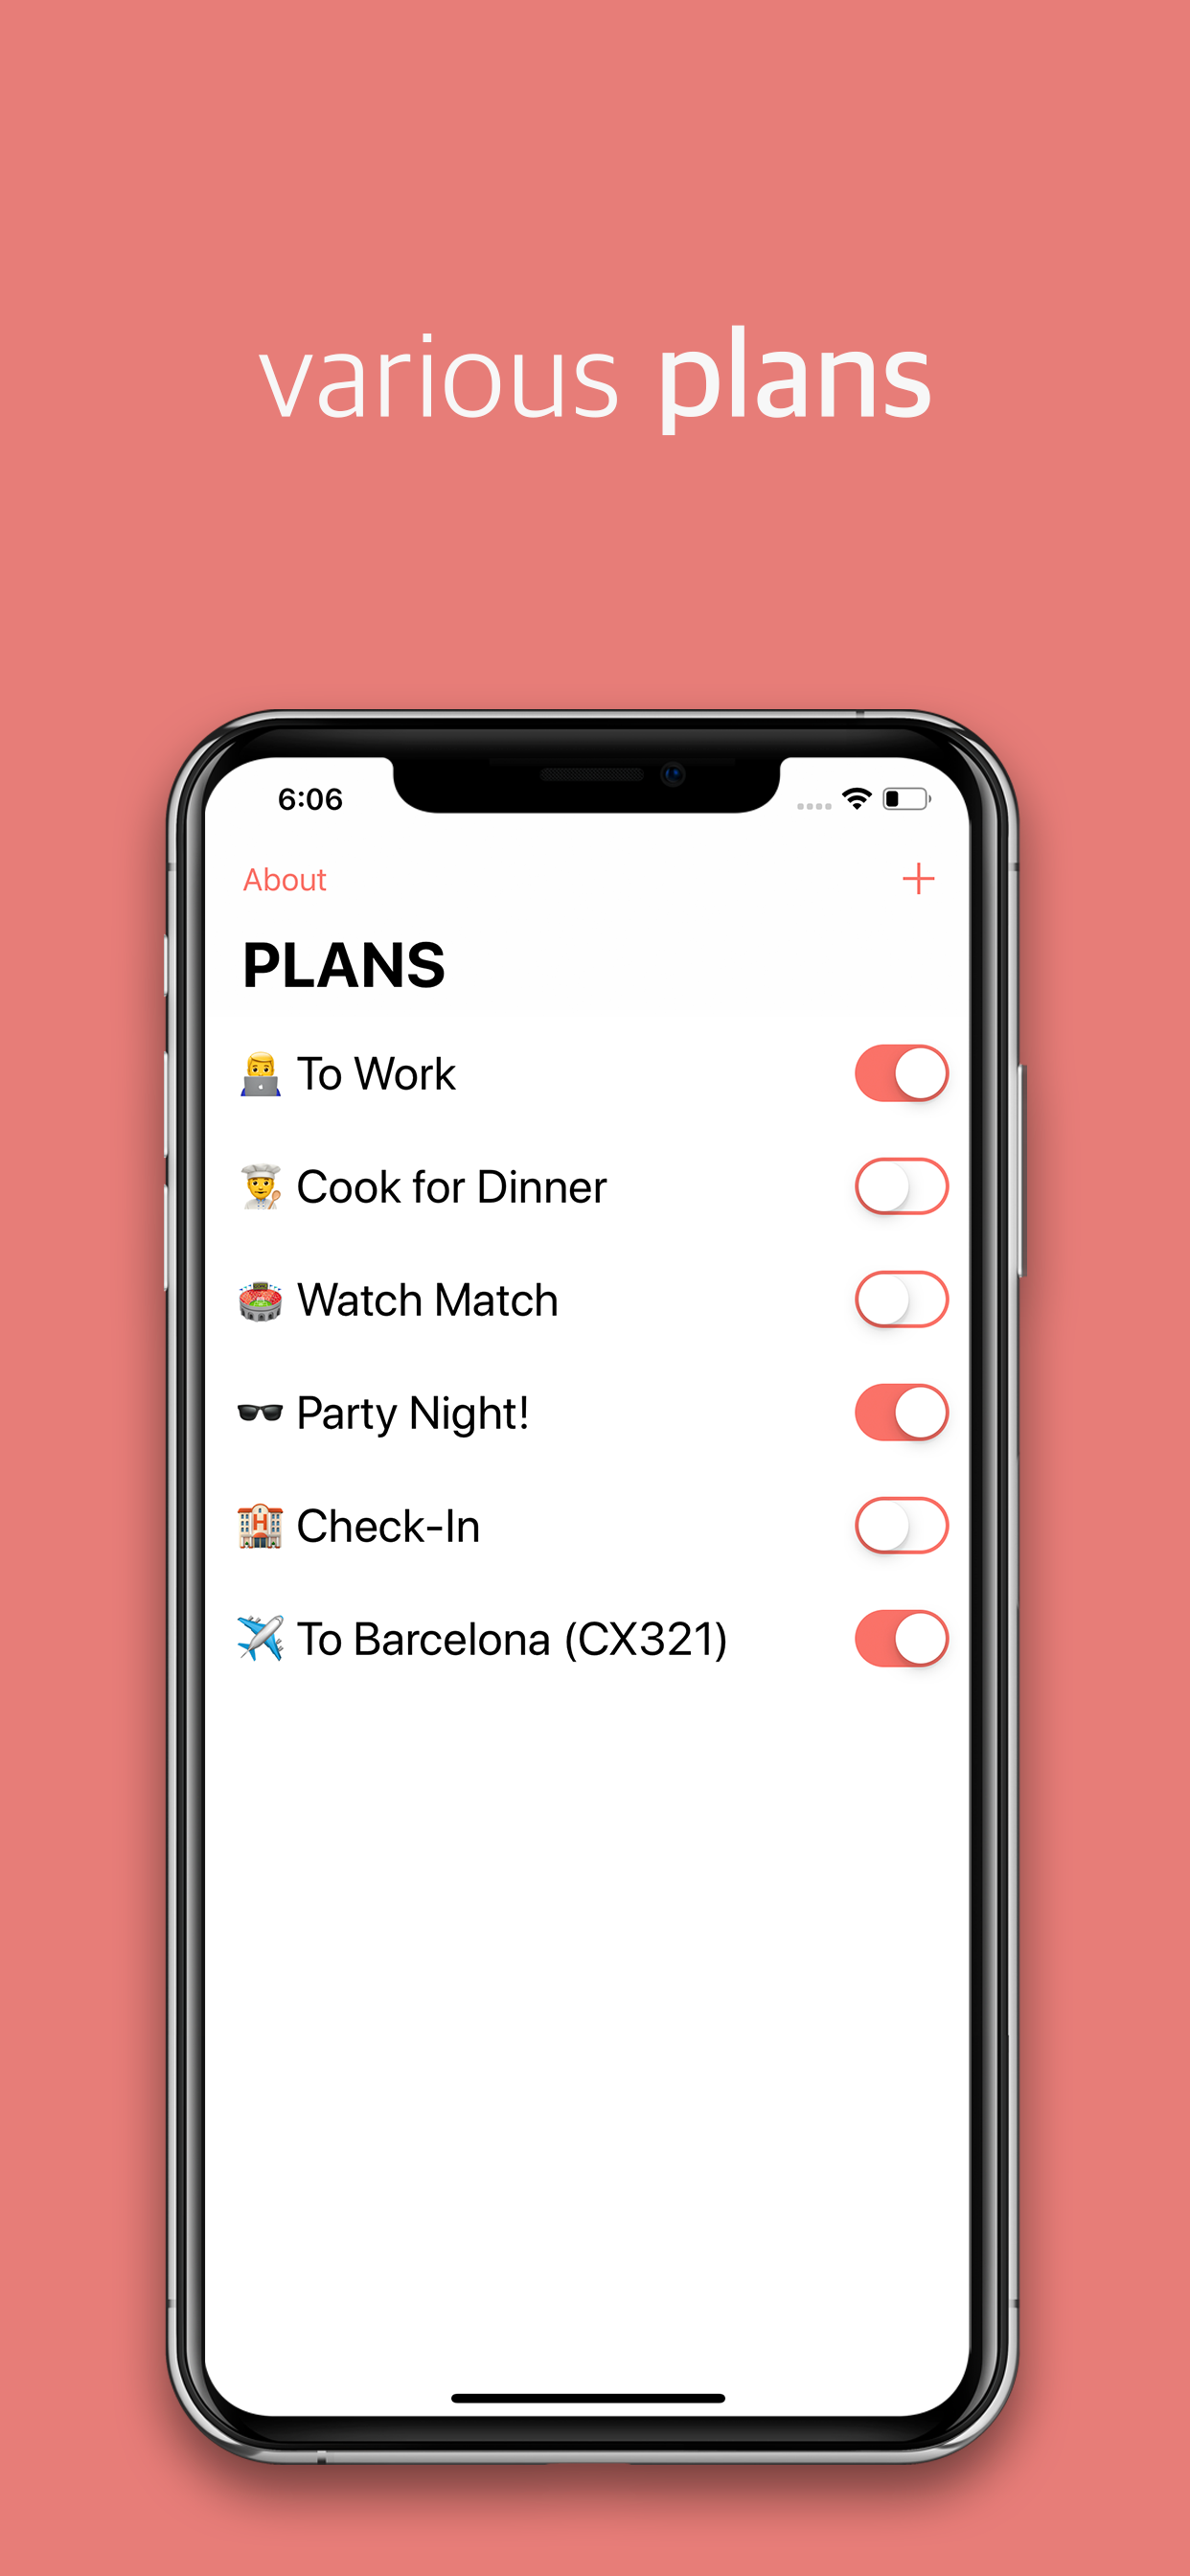 various plans
6:06
About
PLANS
To Work
Cook for Dinner
Watch Match
Party Night!
Check-In
To Barcelona (CX321)